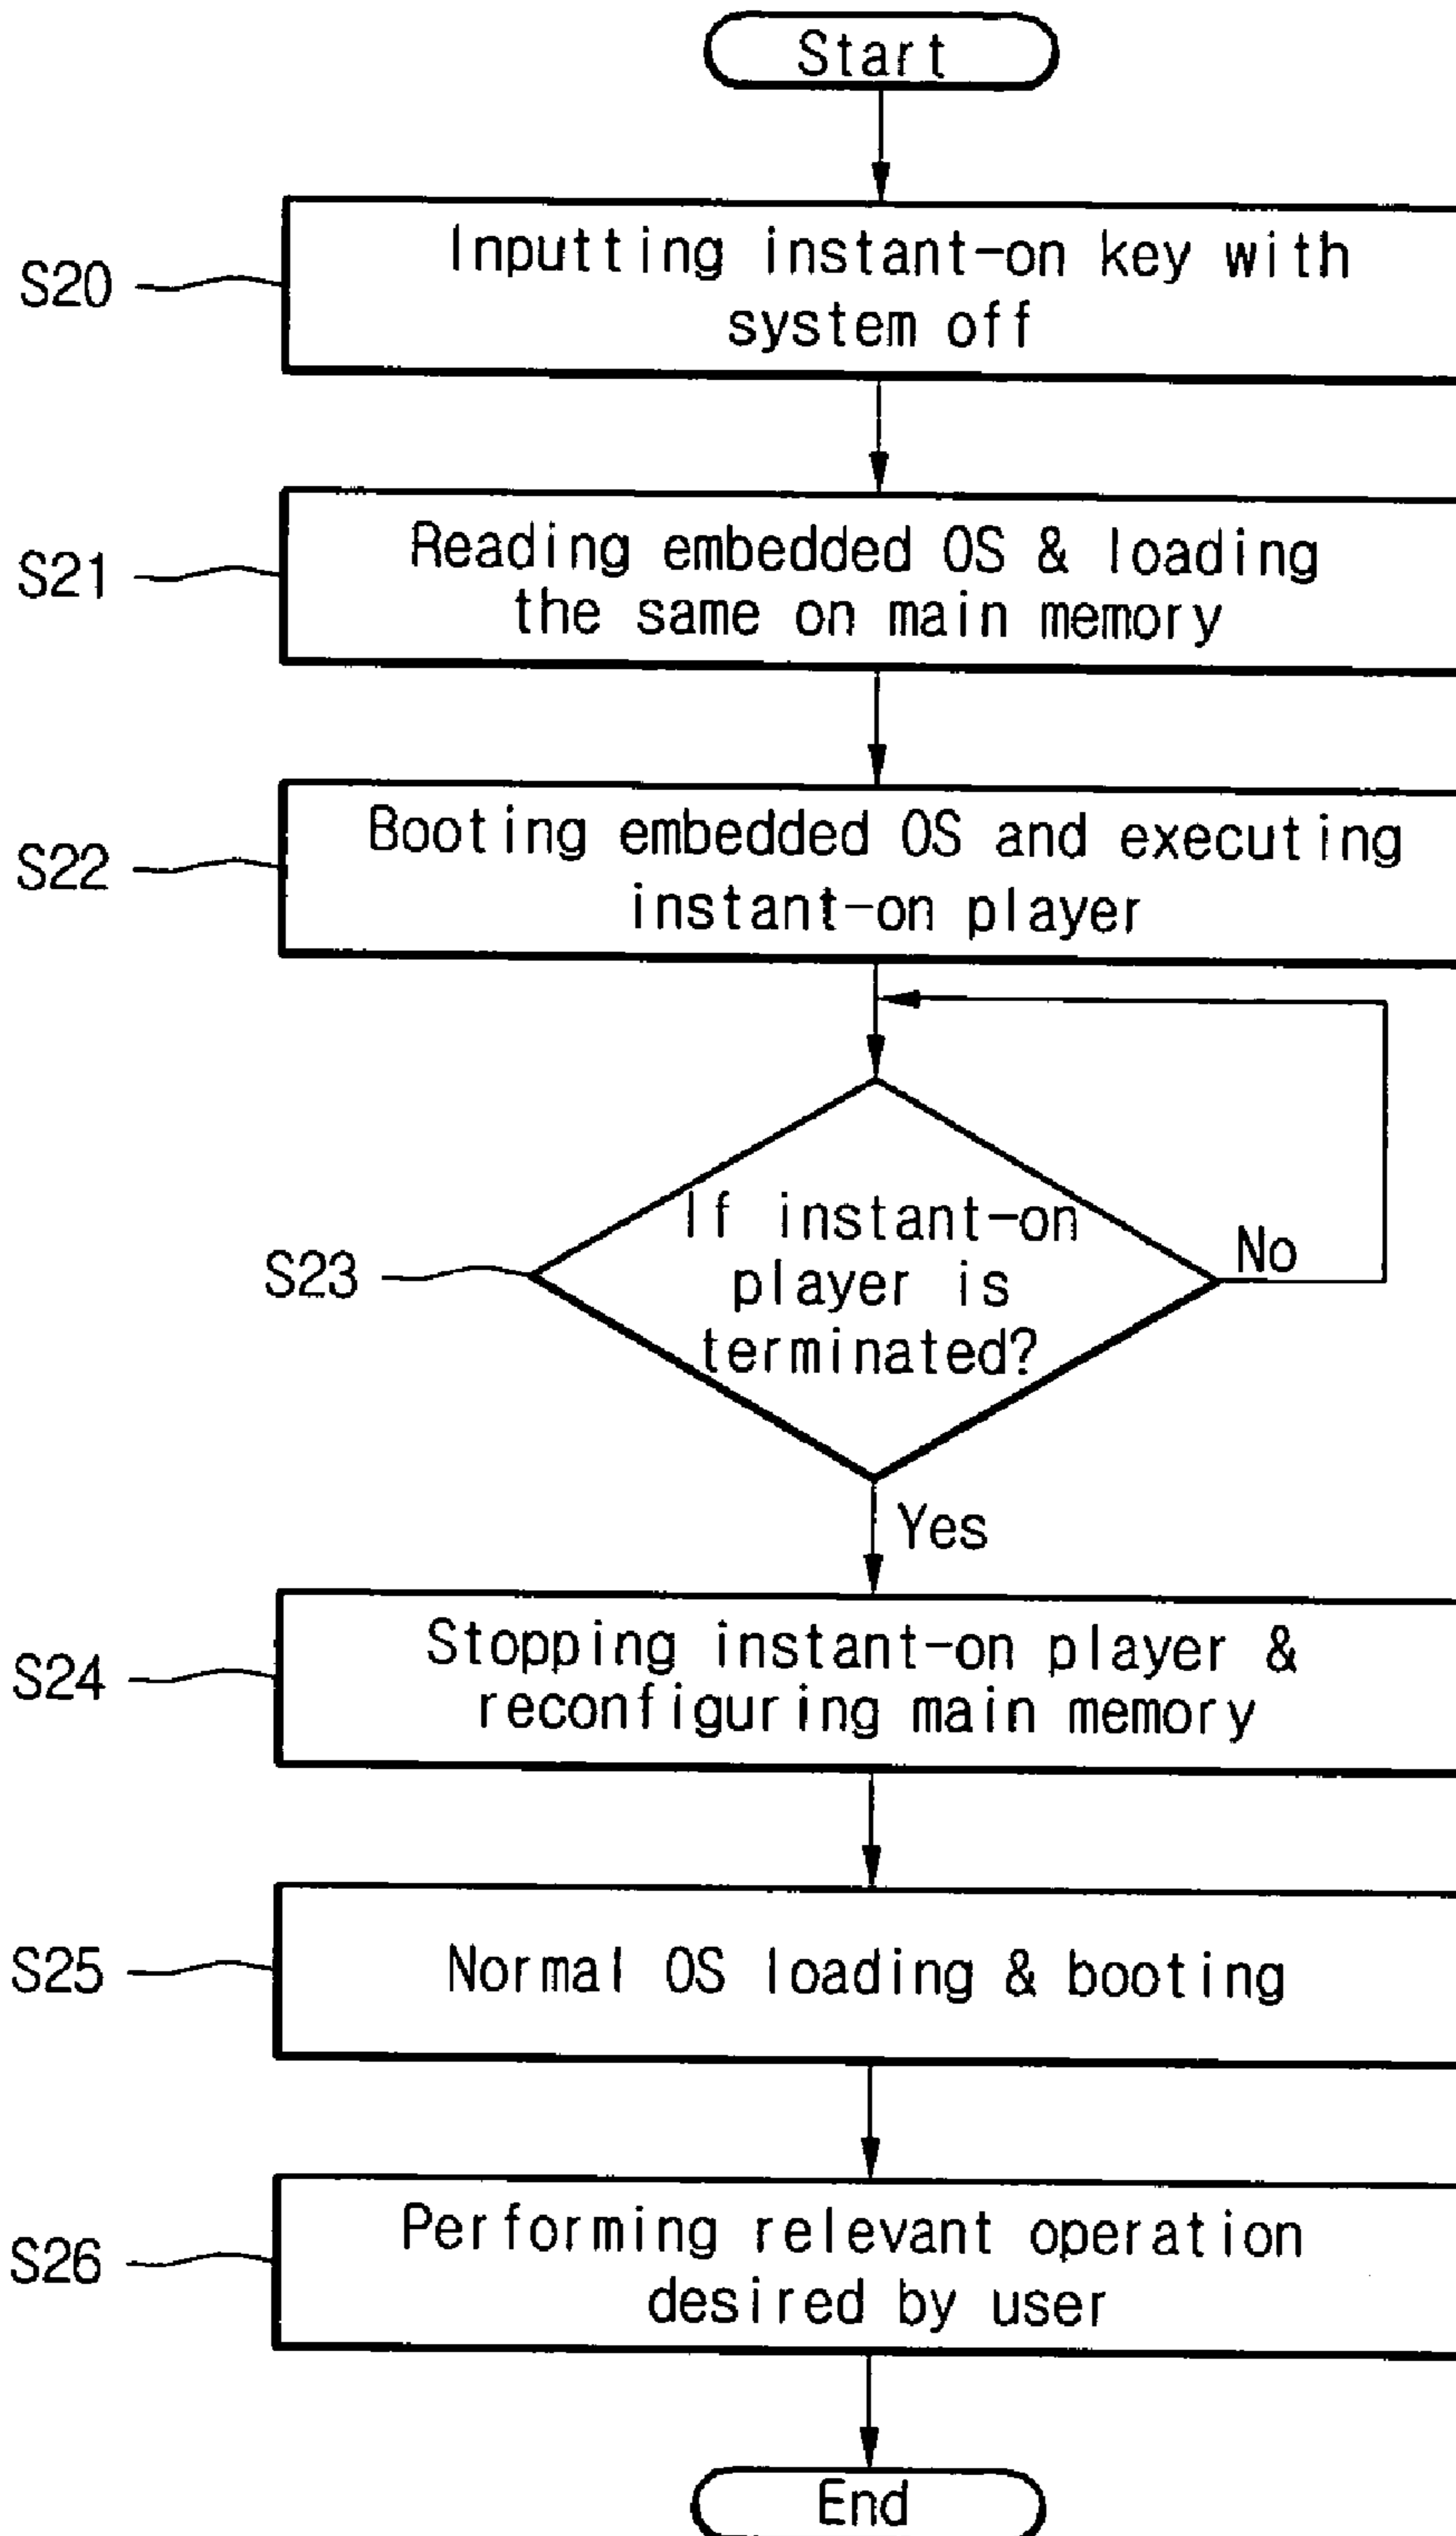 Start
S20
Inputting instant-on key with
system off
S21
Reading embedded OS & loading
the same on main memory
S22
Booting embedded OS and executing
instant-on player
S23
If instant-on
player is
terminated?
No
Yes
S24
Stopping instant-on player &
reconfiguring main memory
S25
Normal OS loading & booting
S26
Performing relevant operation
desired by user
End